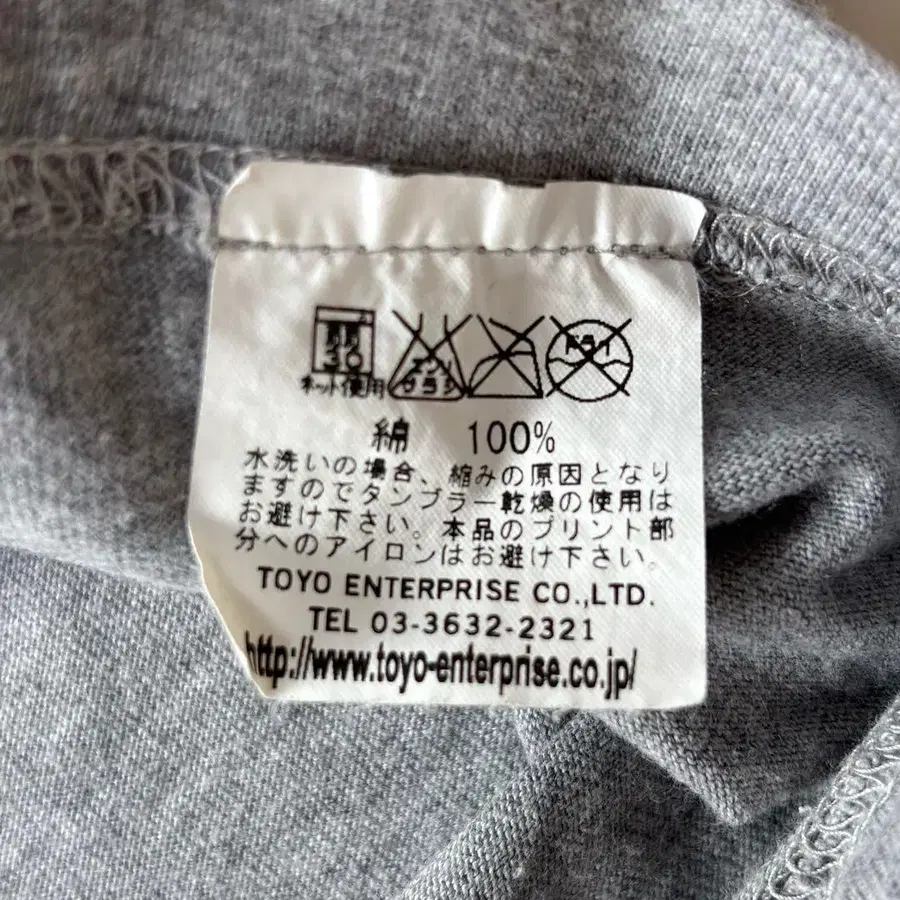 弱
30
ネット使用
エンソ
サラシ
ドライ
綿 100%
水洗いの場合、縮みの原因となり
ますのでタンブラー乾燥の使用は
お避け下さい。本品のプリント部
分へのアイロンはお避け下さい。
TOYO ENTERPRISE CO.,LTD.
TEL 03-3632-2321
http://www.toyo-enterprise.co.jp/